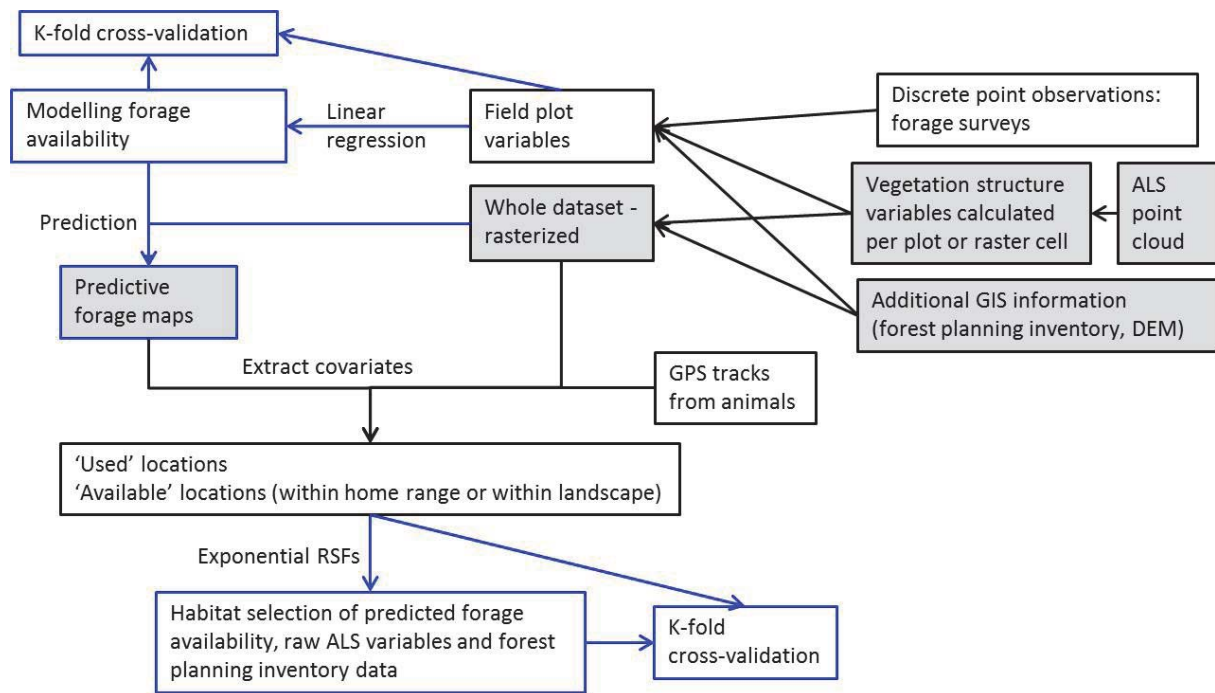 K-fold cross-validation
Modelling forage
availability
Linear
regression
Field plot
variables
Discrete point observations:
forage surveys
Prediction
Whole dataset -
rasterized
Vegetation structure
variables calculated
per plot or raster cell
ALS
point
cloud
Predictive
forage maps
Additional GIS information
(forest planning inventory, DEM)
Extract covariates
GPS tracks
from animals
‘Used’ locations
‘Available’ locations (within home range or within landscape)
Exponential RSFs
Habitat selection of predicted forage
availability, raw ALS variables and forest
planning inventory data
K-fold
cross-validation